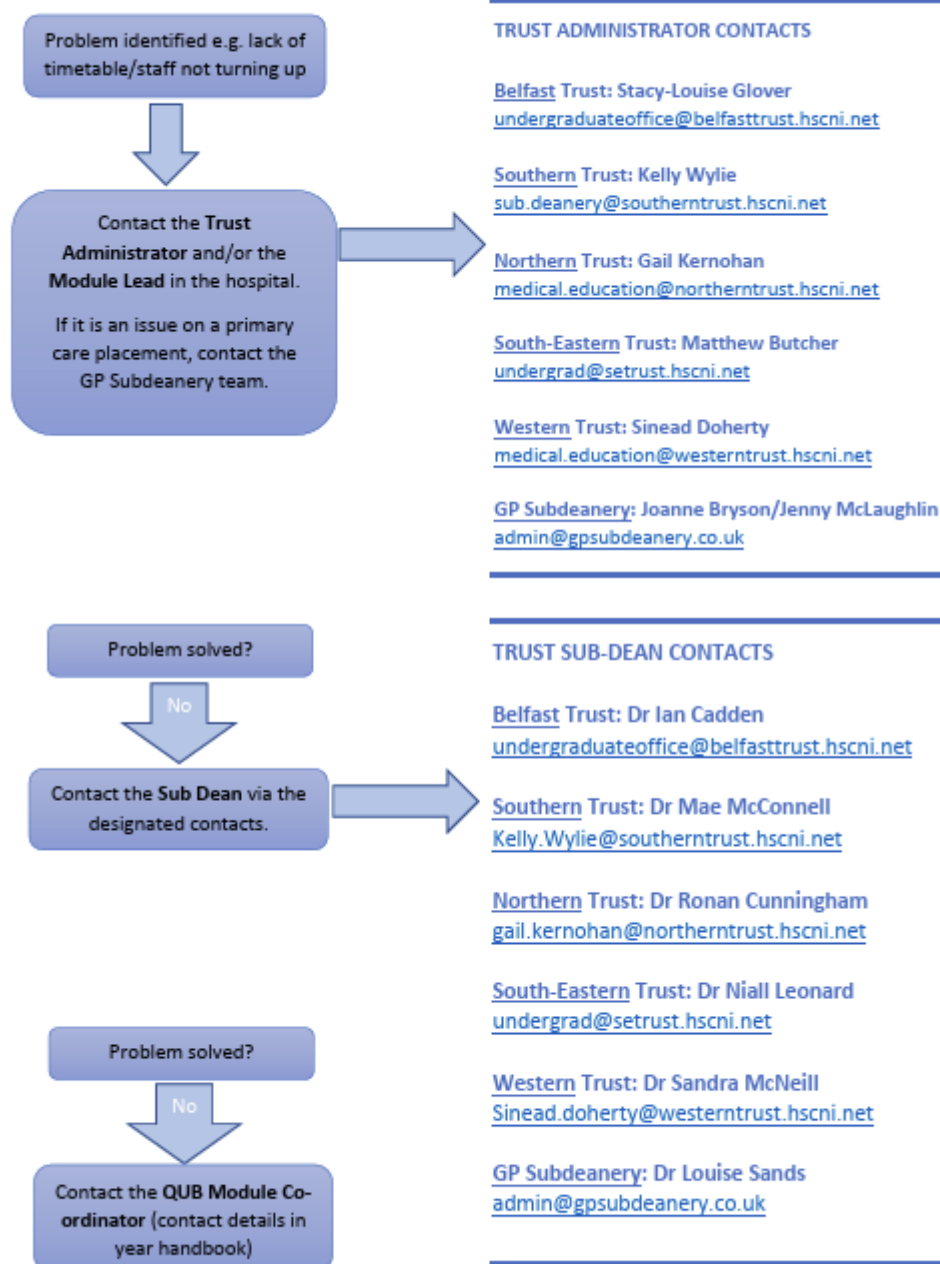 Problem identified e.g. lack of
timetable/staff not turning up
Contact the Trust
Administrator and/or the
Module Lead in the hospital.
If it is an issue on a primary
care placement, contact the
GP Subdeanery team.
TRUST ADMINISTRATOR CONTACTS
Belfast Trust: Stacy-Louise Glover
undergraduateoffice@belfasttrust.hscni.net
Southern Trust: Kelly Wylie
sub.deanery@southerntrust.hscni.net
Northern Trust: Gail Kernohan
medical.education@northerntrust.hscni.net
South-Eastern Trust: Matthew Butcher
undergrad@setrust.hscni.net
Western Trust: Sinead Doherty
medical.education@westerntrust.hscni.net
GP Subdeanery: Joanne Bryson/Jenny McLaughlin
admin@gpsubdeanery.co.uk
Problem solved?
No
Contact the Sub Dean via the
designated contacts.
TRUST SUB-DEAN CONTACTS
Belfast Trust: Dr Ian Cadden
undergraduateoffice@belfasttrust.hscni.net
Southern Trust: Dr Mae McConnell
Kelly.Wylie@southerntrust.hscni.net
Northern Trust: Dr Ronan Cunningham
gail.kernohan@northerntrust.hscni.net
South-Eastern Trust: Dr Niall Leonard
undergrad@setrust.hscni.net
Western Trust: Dr Sandra McNeill
Sinead.doherty@westerntrust.hscni.net
GP Subdeanery: Dr Louise Sands
admin@gpsubdeanery.co.uk
Problem solved?
No
Contact the QUB Module Co-
ordinator (contact details in
year handbook)